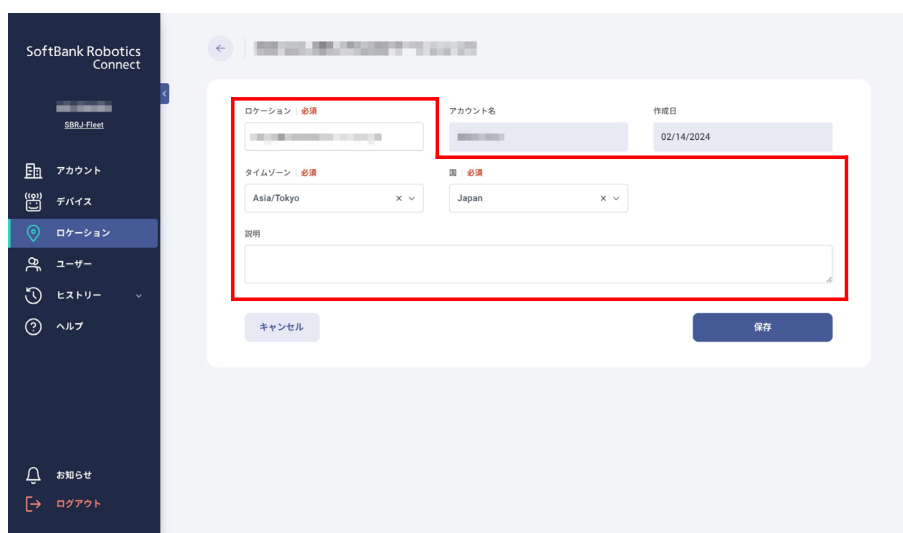 SoftBank Robotics
Connect
SBRJ-Fleet
アカウント
デバイス
ロケーション
ユーザー
ヒストリー
ヘルプ
お知らせ
ログアウト
ロケーション 必須
アカウント名
作成日
02/14/2024
タイムゾーン 必須
国 必須
Asia/Tokyo
Japan
説明
キャンセル
保存